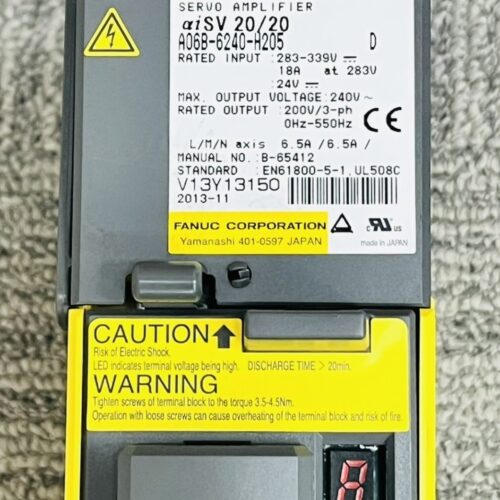 SERVO AMPLIFIER
αiSV 20/20
A06B-6240-H205 D
RATED INPUT :283-339V ⎓
18A at 283V
24V ⎓
MAX. OUTPUT VOLTAGE:240V～
RATED OUTPUT :200V/3-ph
0Hz-550Hz
CE
L/M/N axis 6.5A /6.5A /
MANUAL NO.:B-65412
STANDARD :EN61800-5-1,UL508C
V13Y13150
2013-11
FANUC CORPORATION
Yamanashi 401-0597 JAPAN
c UL us
made in JAPAN
CAUTION
Risk of Electric Shock.
LED indicates terminal voltage being high. DISCHARGE TIME > 20min.
WARNING
Tighten screws of terminal block to the torque 3.5-4.5Nm.
Operation with loose screws can cause overheating of the terminal block and risk of fire.